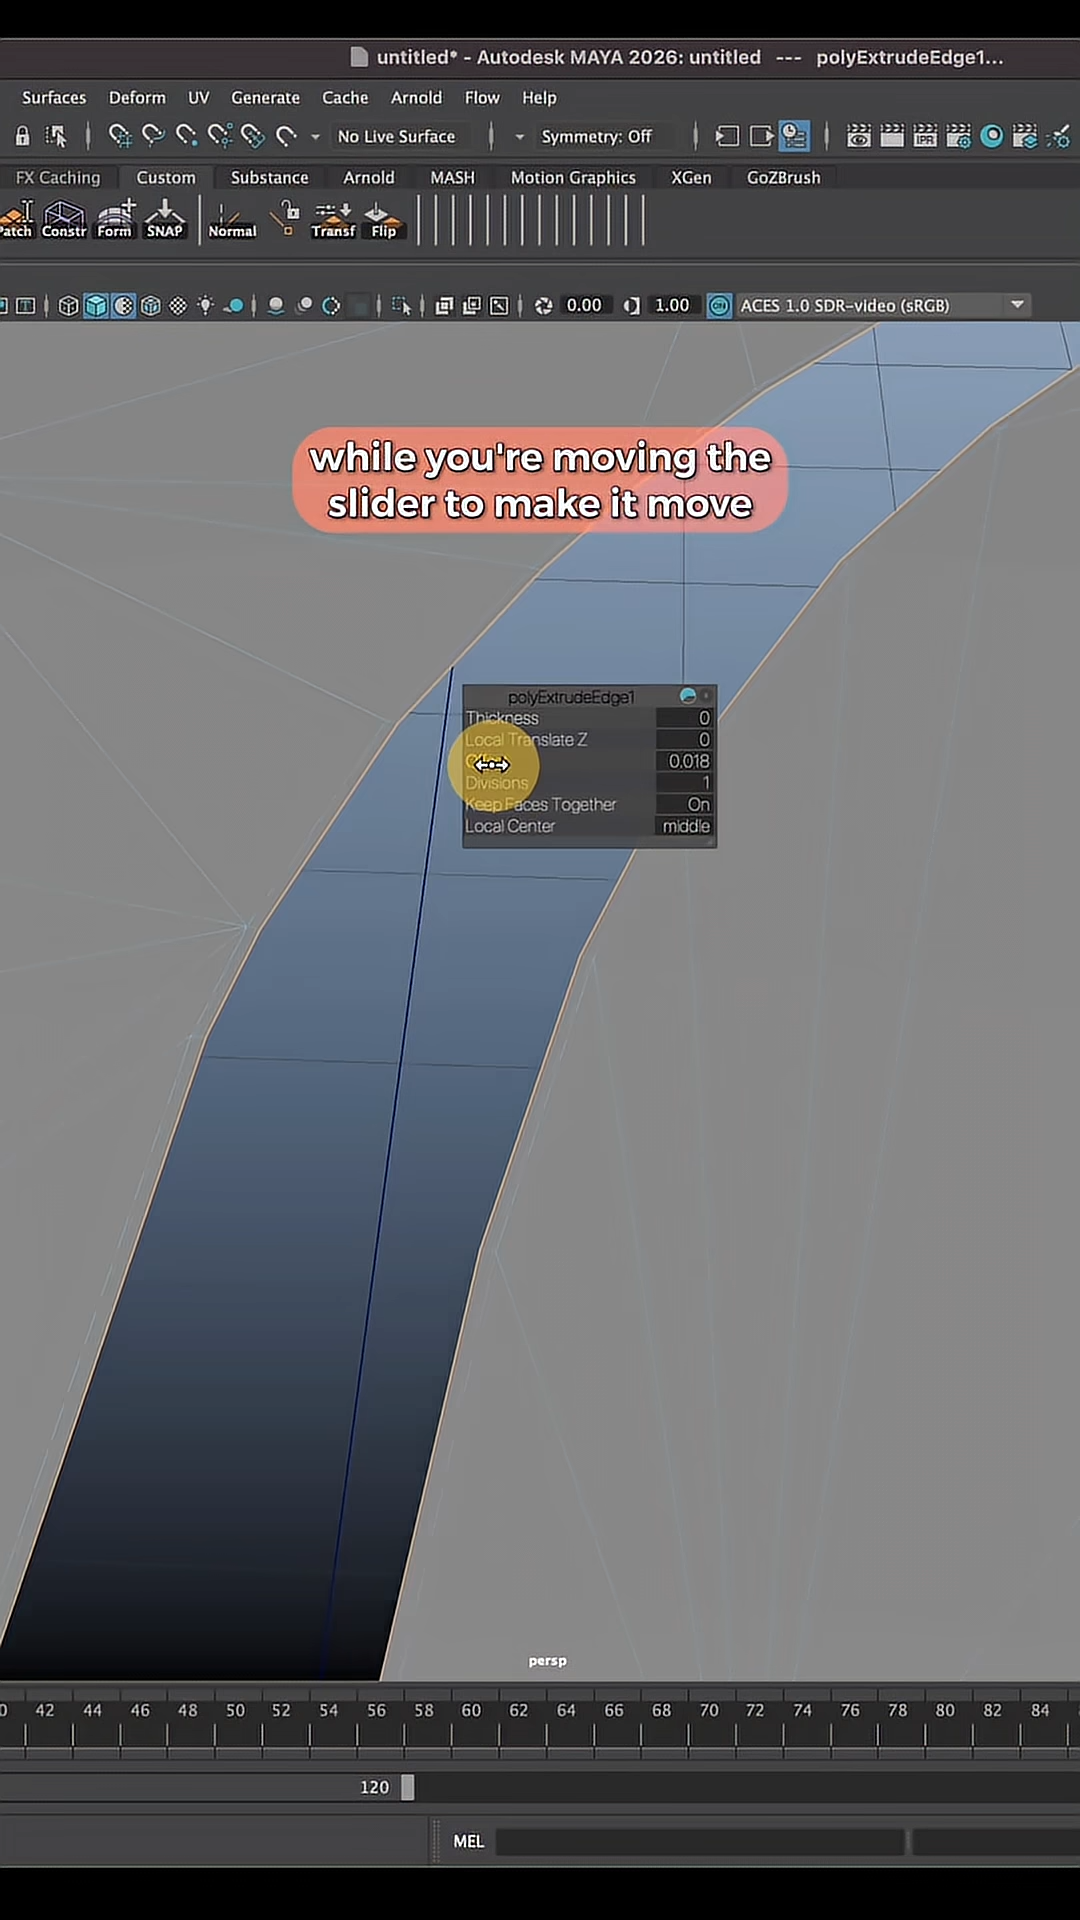 untitled* - Autodesk MAYA 2026: untitled --- polyExtrudeEdge1...
Surfaces Deform UV Generate Cache Arnold Flow Help
No Live Surface Symmetry: Off
FX Caching Custom Substance Arnold MASH Motion Graphics XGen GoZBrush
IPR
Patch Constr Form SNAP Normal Transf Flip
0.00 1.00 ON ACES 1.0 SDR-video (sRGB)
while you're moving the
slider to make it move
polyExtrudeEdge1
Thickness 0
Local Translate Z 0
0.018
Divisions 1
Keep Faces Together On
Local Center middle
persp
0 42 44 46 48 50 52 54 56 58 60 62 64 66 68 70 72 74 76 78 80 82 84
120
MEL